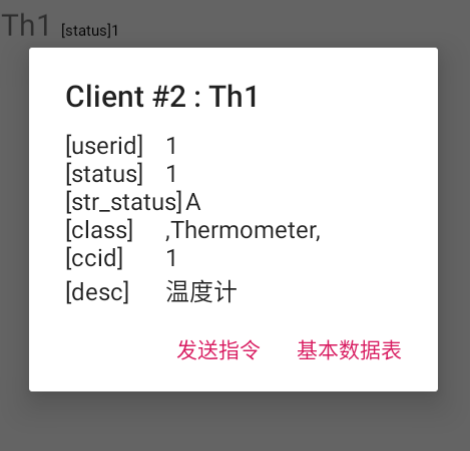 Th1 [status]1
Client #2 : Th1
[userid] 1
[status] 1
[str_status]A
[class] ,Thermometer,
[ccid] 1
[desc] 温度计
发送指令 基本数据表